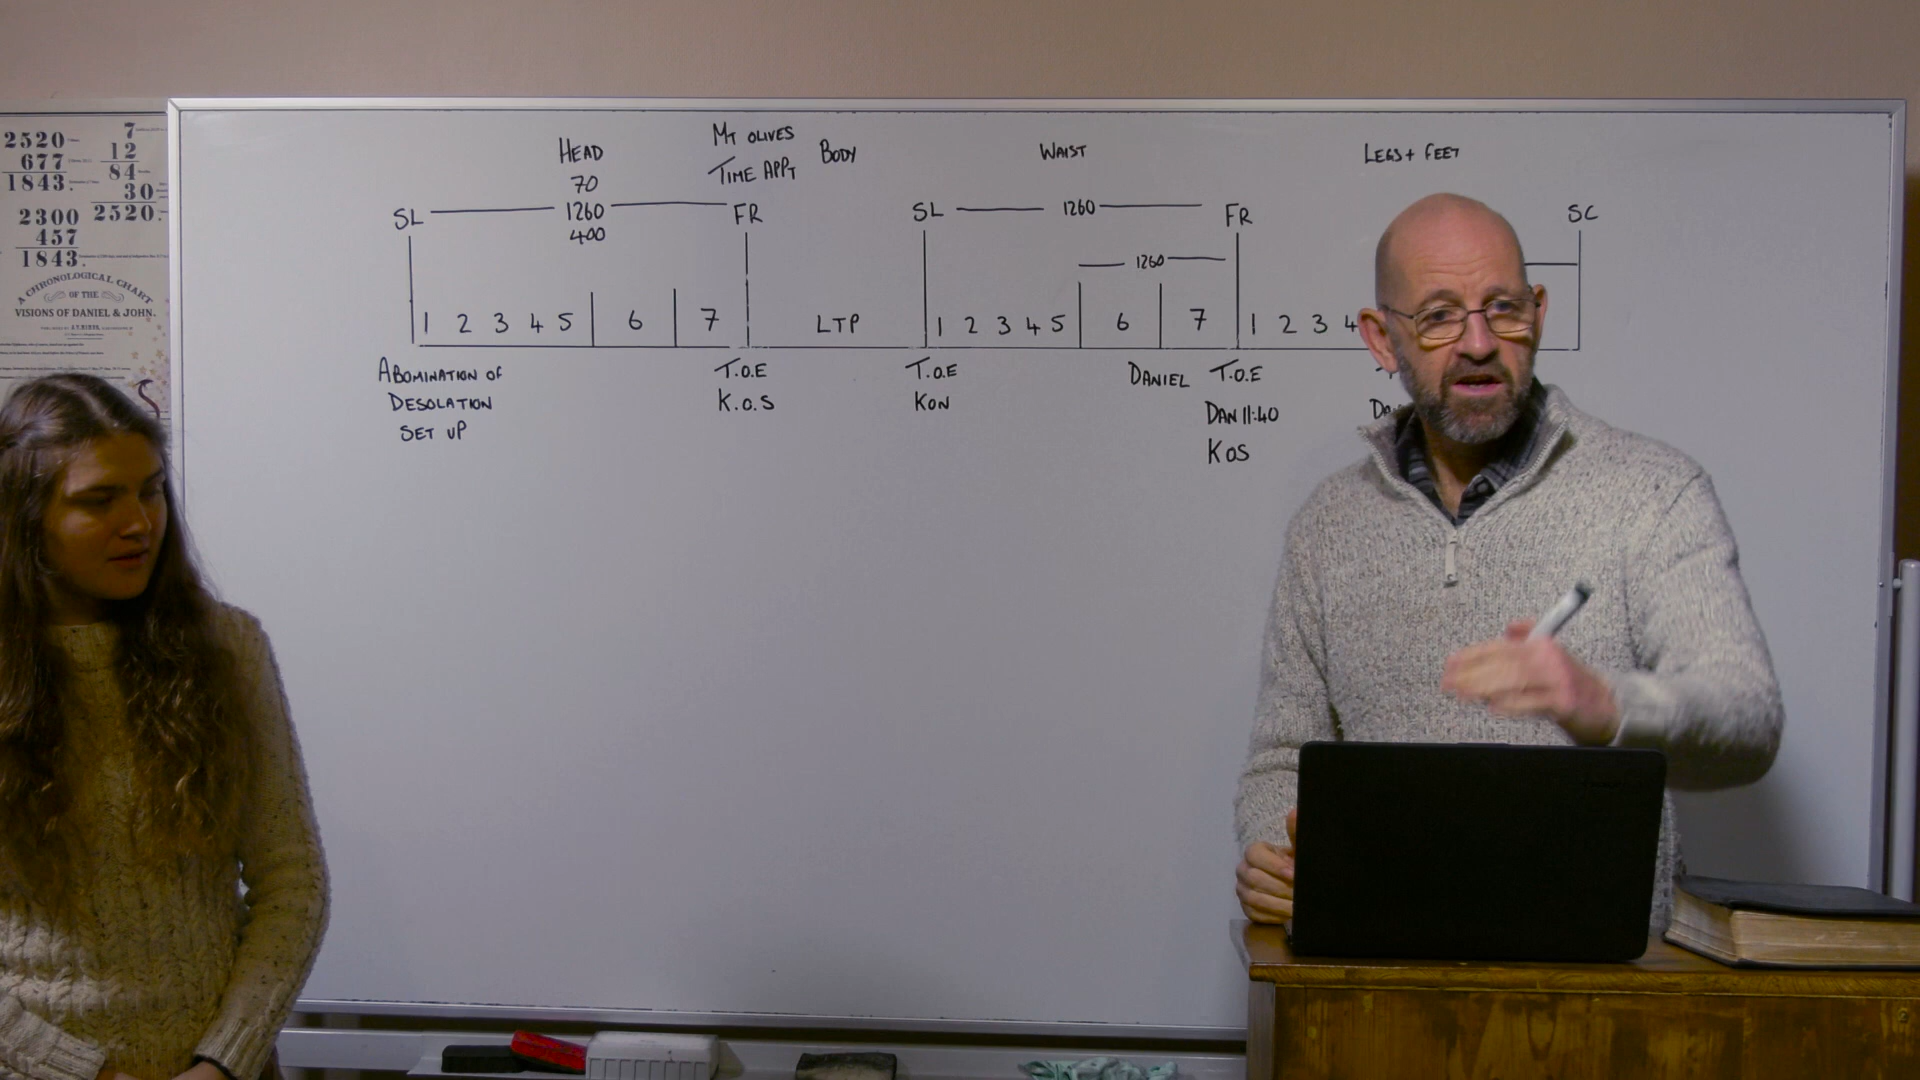 2520
677
1843.
2300
457
1843.
7
12
84
30
2520.
A CHRONOLOGICAL CHART
OF THE
VISIONS OF DANIEL & JOHN.
HEAD
MT OLIVES
TIME APPT
BODY
WAIST
LEGS + FEET
70
SL 1260 FR SL 1260 FR SC
400
1260
1 2 3 4 5 6 7 LTP 1 2 3 4 5 6 7 1 2 3 4
ABOMINATION OF
DESOLATION
SET UP
T.O.E
K.O.S
T.O.E
KON
DANIEL
T.O.E
DAN 11:40
KOS